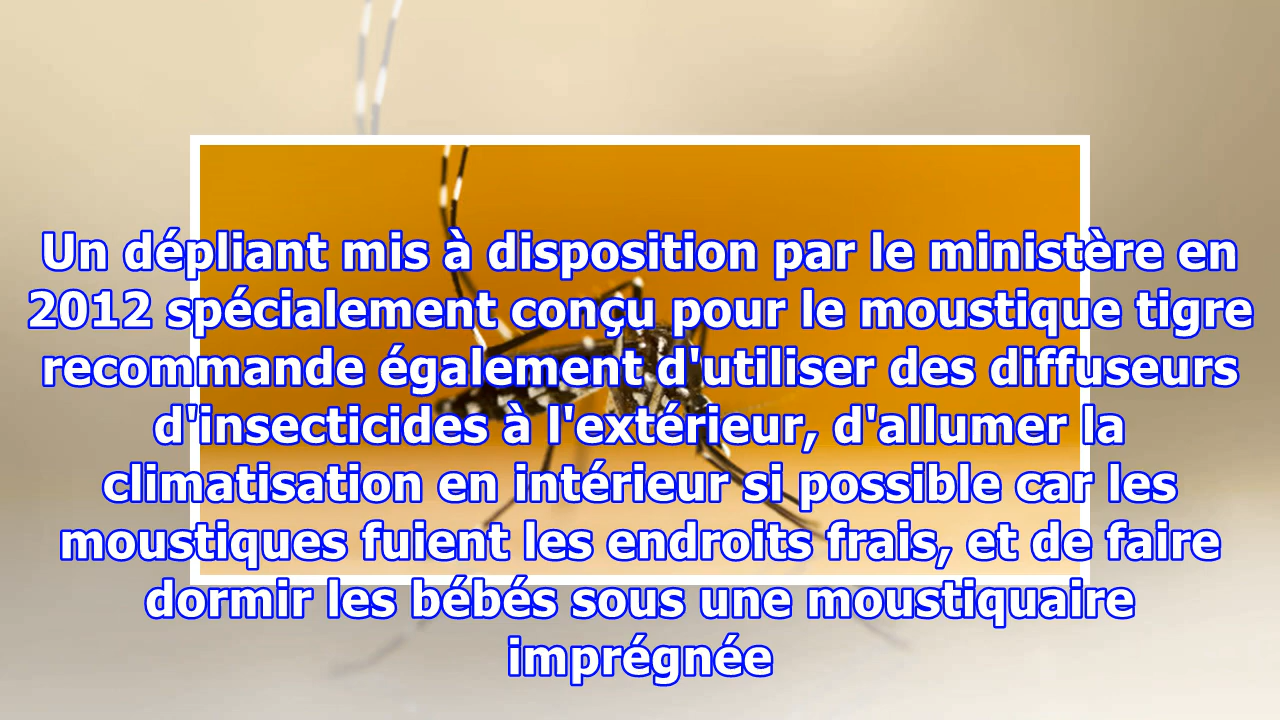 Un dépliant mis à disposition par le ministère en
2012 spécialement conçu pour le moustique tigre
recommande également d'utiliser des diffuseurs
d'insecticides à l'extérieur, d'allumer la
climatisation en intérieur si possible car les
moustiques fuient les endroits frais, et de faire
dormir les bébés sous une moustiquaire
imprégnée